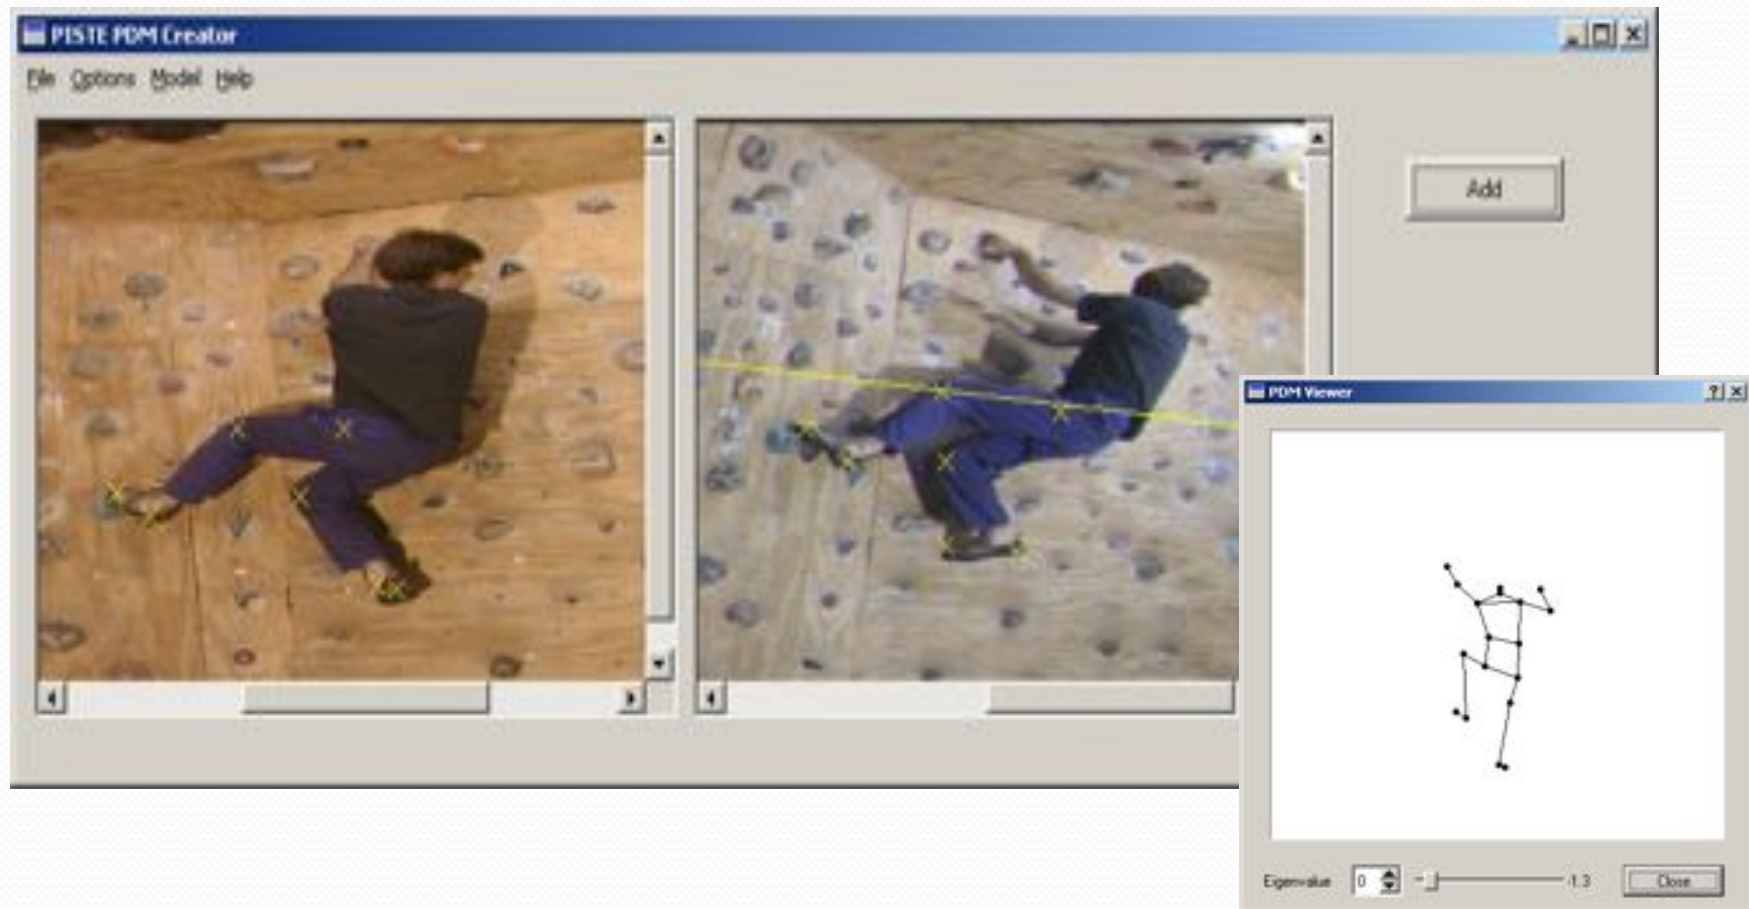 PISTE PDM Creator
File Options Model Help
Add
PDM Viewer
Eigenvalue 0 -1.3 Close